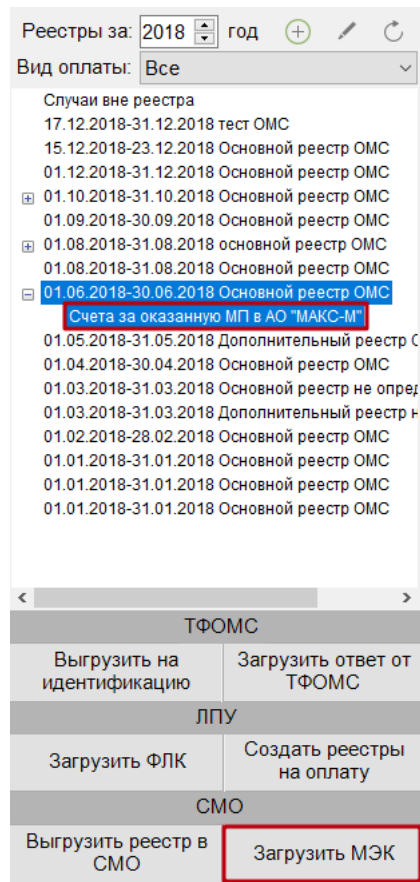 Реестры за: 2018 год
Вид оплаты: Все
Случаи вне реестра
17.12.2018-31.12.2018 тест ОМС
15.12.2018-23.12.2018 Основной реестр ОМС
01.12.2018-31.12.2018 Основной реестр ОМС
01.10.2018-31.10.2018 Основной реестр ОМС
01.09.2018-30.09.2018 Основной реестр ОМС
01.08.2018-31.08.2018 основной реестр ОМС
01.08.2018-31.08.2018 Основной реестр ОМС
01.06.2018-30.06.2018 Основной реестр ОМС
Счета за оказанную МП в АО "МАКС-М"
01.05.2018-31.05.2018 Дополнительный реестр О
01.04.2018-30.04.2018 Основной реестр ОМС
01.03.2018-31.03.2018 Основной реестр не опред
01.03.2018-31.03.2018 Дополнительный реестр н
01.02.2018-28.02.2018 Основной реестр ОМС
01.01.2018-31.01.2018 Основной реестр ОМС
01.01.2018-31.01.2018 Основной реестр ОМС
01.01.2018-31.01.2018 Основной реестр ОМС
ТФОМС
Выгрузить на
идентификацию
Загрузить ответ от
ТФОМС
ЛПУ
Загрузить ФЛК
Создать реестры
на оплату
СМО
Выгрузить реестр в
СМО
Загрузить МЭК